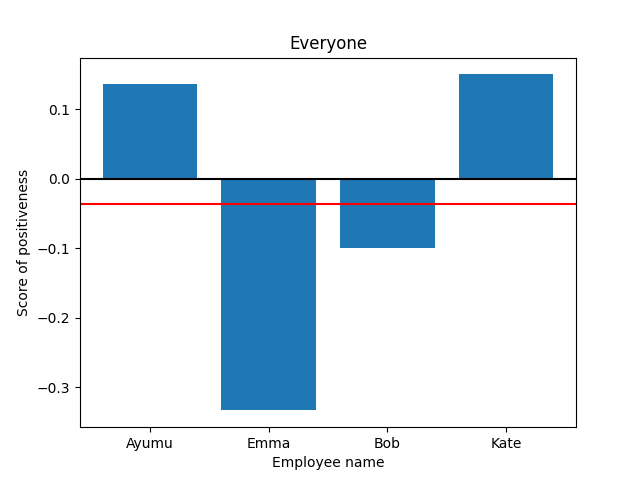 Everyone
Score of positiveness
0.1
0.0
−0.1
−0.2
−0.3
Ayumu Emma Bob Kate
Employee name